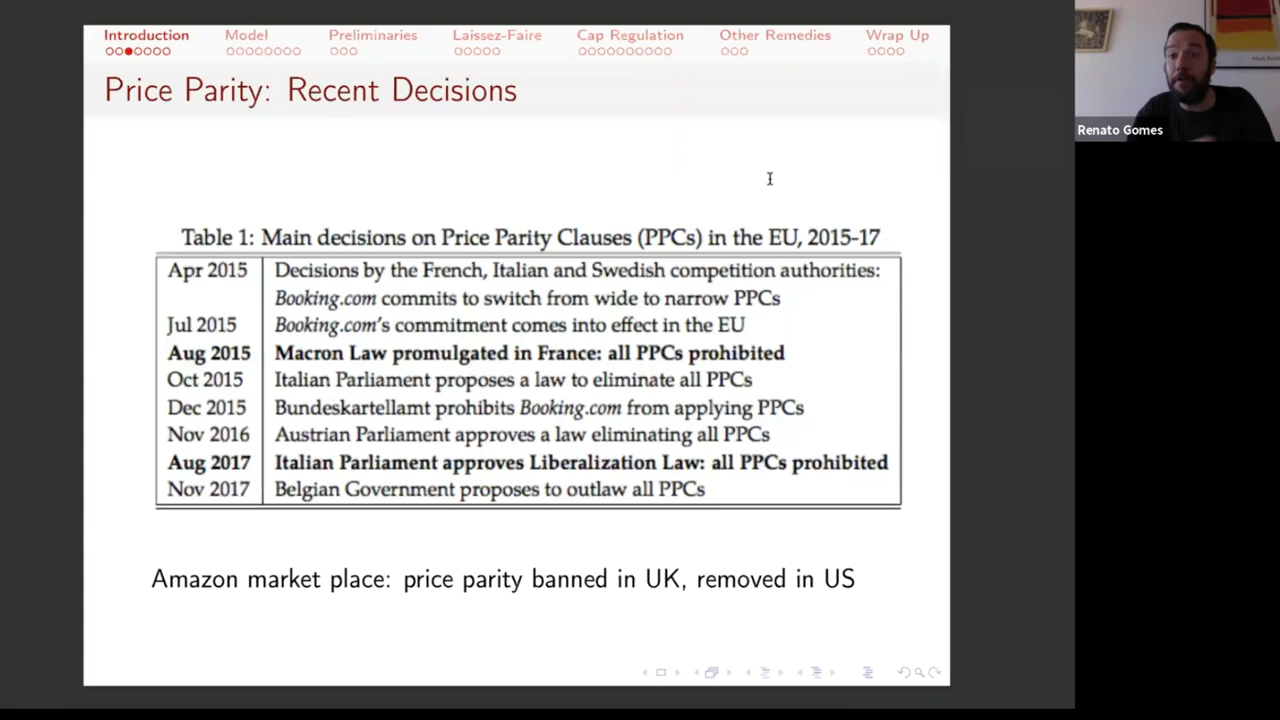 Introduction Model Preliminaries Laissez-Faire Cap Regulation Other Remedies Wrap Up
Price Parity: Recent Decisions
Table 1: Main decisions on Price Parity Clauses (PPCs) in the EU, 2015-17
Apr 2015 Decisions by the French, Italian and Swedish competition authorities:
Booking.com commits to switch from wide to narrow PPCs
Jul 2015 Booking.com's commitment comes into effect in the EU
Aug 2015 Macron Law promulgated in France: all PPCs prohibited
Oct 2015 Italian Parliament proposes a law to eliminate all PPCs
Dec 2015 Bundeskartellamt prohibits Booking.com from applying PPCs
Nov 2016 Austrian Parliament approves a law eliminating all PPCs
Aug 2017 Italian Parliament approves Liberalization Law: all PPCs prohibited
Nov 2017 Belgian Government proposes to outlaw all PPCs
Amazon market place: price parity banned in UK, removed in US
Renato Gomes